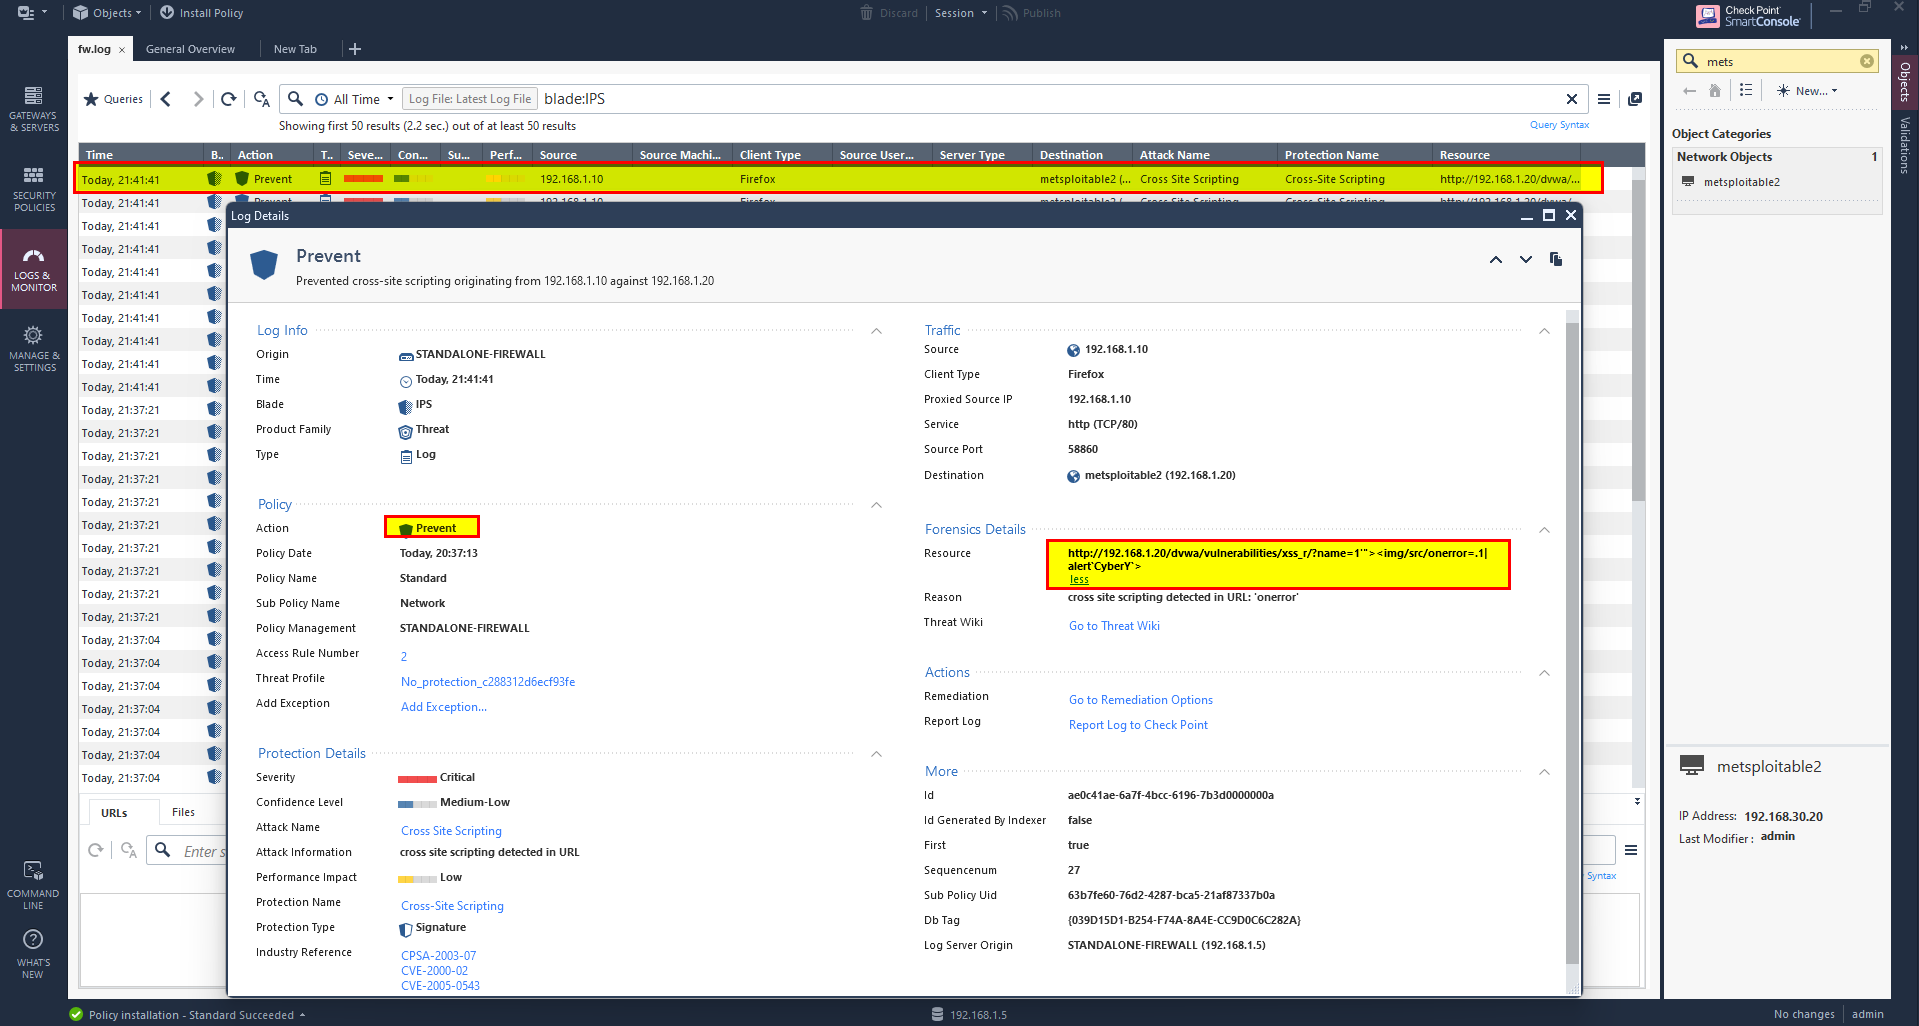 Objects
Install Policy
Discard
Session
Publish
Check Point
SmartConsole
fw.log
General Overview
New Tab
GATEWAYS
& SERVERS
SECURITY
POLICIES
LOGS &
MONITOR
MANAGE &
SETTINGS
COMMAND
LINE
WHAT'S
NEW
Queries
All Time
Log File: Latest Log File
blade:IPS
Showing first 50 results (2.2 sec.) out of at least 50 results
Query Syntax
Time B.. Action T.. Seve... Con... Su... Perf... Source Source Machi... Client Type Source User... Server Type Destination Attack Name Protection Name Resource
Today, 21:41:41 Prevent 192.168.1.10 Firefox metsploitable2 (... Cross Site Scripting Cross-Site Scripting http://192.168.1.20/dvwa/...
Today, 21:41:41 Prevent 192.168.1.10 Firefox metsploitable2 (... Cross Site Scripting Cross-Site Scripting http://192.168.1.20/dvwa/...
Today, 21:41:41
Today, 21:41:41
Today, 21:41:41
Today, 21:41:41
Today, 21:41:41
Today, 21:41:41
Today, 21:41:41
Today, 21:41:41
Today, 21:37:21
Today, 21:37:21
Today, 21:37:21
Today, 21:37:21
Today, 21:37:21
Today, 21:37:21
Today, 21:37:21
Today, 21:37:21
Today, 21:37:21
Today, 21:37:21
Today, 21:37:04
Today, 21:37:04
Today, 21:37:04
Today, 21:37:04
Today, 21:37:04
Today, 21:37:04
Today, 21:37:04
URLs
Files
Enter s
Syntax
Log Details
Prevent
Prevented cross-site scripting originating from 192.168.1.10 against 192.168.1.20
Log Info
Origin STANDALONE-FIREWALL
Time Today, 21:41:41
Blade IPS
Product Family Threat
Type Log
Policy
Action Prevent
Policy Date Today, 20:37:13
Policy Name Standard
Sub Policy Name Network
Policy Management STANDALONE-FIREWALL
Access Rule Number 2
Threat Profile No_protection_c288312d6ecf93fe
Add Exception Add Exception...
Protection Details
Severity Critical
Confidence Level Medium-Low
Attack Name Cross Site Scripting
Attack Information cross site scripting detected in URL
Performance Impact Low
Protection Name Cross-Site Scripting
Protection Type Signature
Industry Reference CPSA-2003-07
CVE-2000-02
CVE-2005-0543
Traffic
Source 192.168.1.10
Client Type Firefox
Proxied Source IP 192.168.1.10
Service http (TCP/80)
Source Port 58860
Destination metsploitable2 (192.168.1.20)
Forensics Details
Resource http://192.168.1.20/dvwa/vulnerabilities/xss_r/?name=1'"><img/src/onerror=.1|
alert`CyberY`>
less
Reason cross site scripting detected in URL: 'onerror'
Threat Wiki Go to Threat Wiki
Actions
Remediation Go to Remediation Options
Report Log Report Log to Check Point
More
Id ae0c41ae-6a7f-4bcc-6196-7b3d0000000a
Id Generated By Indexer false
First true
Sequencenum 27
Sub Policy Uid 63b7fe60-76d2-4287-bca5-21af87337b0a
Db Tag {039D15D1-B254-F74A-8A4E-CC9D0C6C282A}
Log Server Origin STANDALONE-FIREWALL (192.168.1.5)
mets
New...
Object Categories
Network Objects 1
metsploitable2
Objects
Validations
metsploitable2
IP Address: 192.168.30.20
Last Modifier : admin
Policy installation - Standard Succeeded
192.168.1.5
No changes
admin